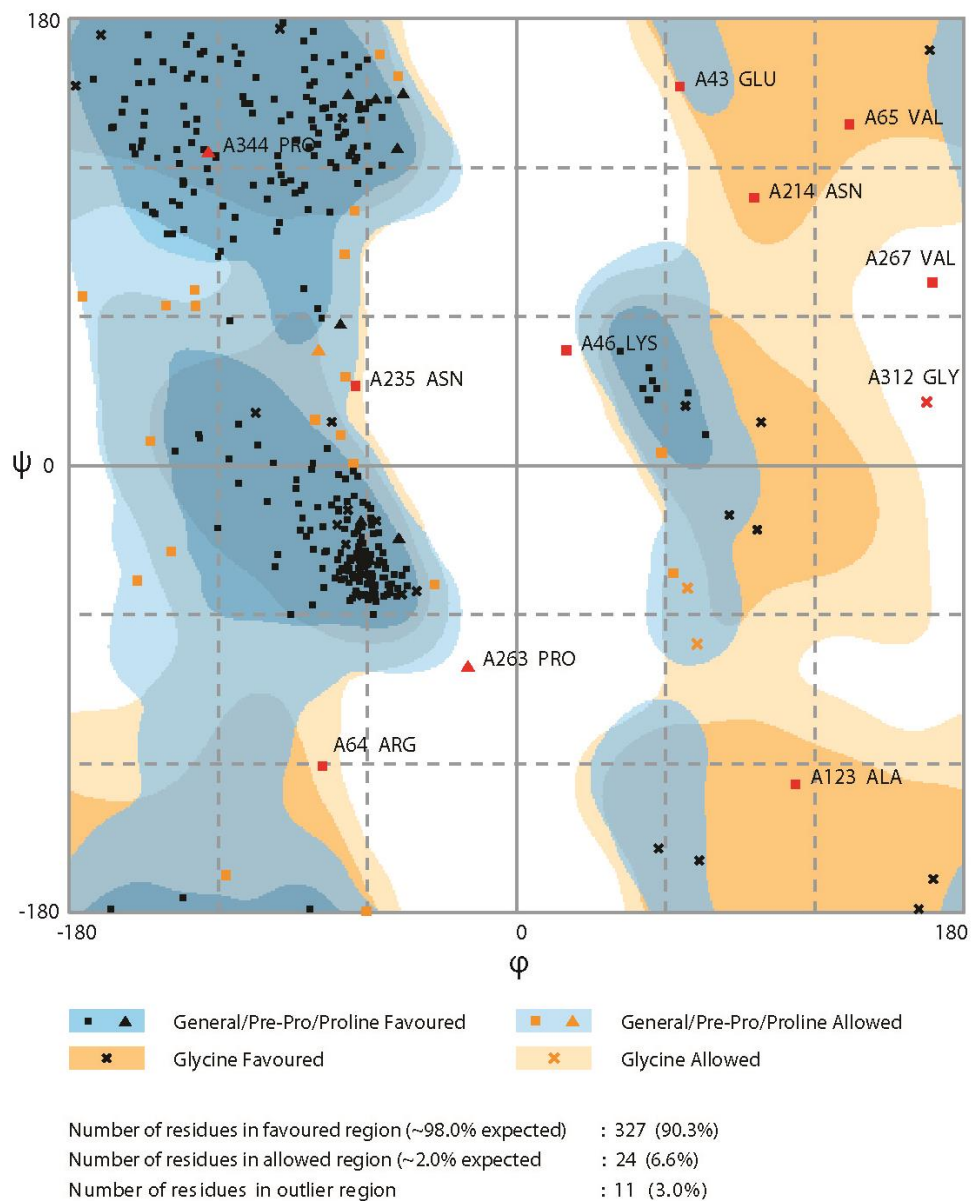 180
A43 GLU
A65 VAL
A344 PRO
A214 ASN
A267 VAL
A46 LYS
A235 ASN
A312 GLY
ψ 0
A263 PRO
A64 ARG
A123 ALA
-180
-180 0 180
φ
General/Pre-Pro/Proline Favoured General/Pre-Pro/Proline Allowed
Glycine Favoured Glycine Allowed
Number of residues in favoured region (~98.0% expected) : 327 (90.3%)
Number of residues in allowed region (~2.0% expected : 24 (6.6%)
Number of residues in outlier region : 11 (3.0%)